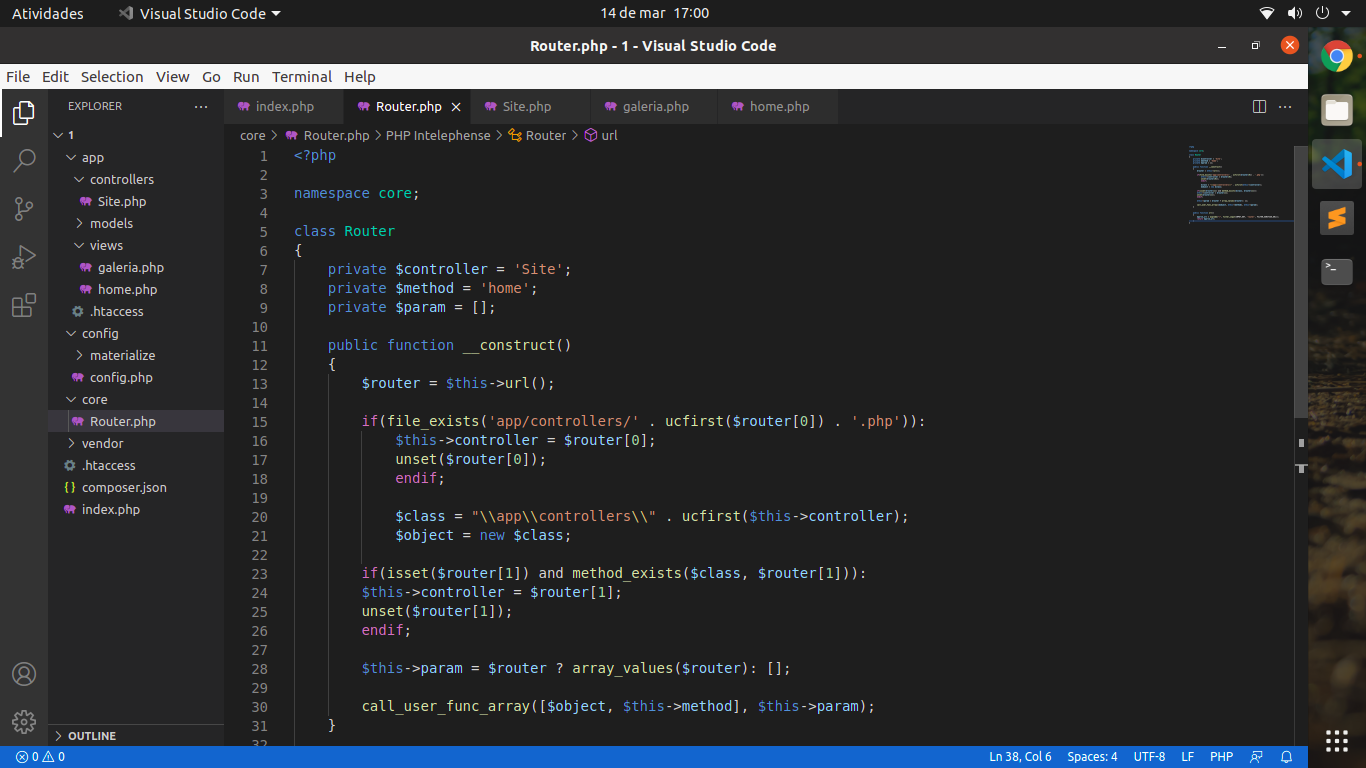 Atividades
Visual Studio Code
14 de mar 17:00
Router.php - 1 - Visual Studio Code
File Edit Selection View Go Run Terminal Help
EXPLORER
index.php
Router.php
Site.php
galeria.php
home.php
core > Router.php > PHP Intelephense > Router > url
1
app
controllers
Site.php
models
views
galeria.php
home.php
.htaccess
config
materialize
config.php
core
Router.php
vendor
.htaccess
composer.json
index.php
OUTLINE
1 <?php
2
3 namespace core;
4
5 class Router
6 {
7     private $controller = 'Site';
8     private $method = 'home';
9     private $param = [];
10
11     public function __construct()
12     {
13         $router = $this->url();
14
15         if(file_exists('app/controllers/' . ucfirst($router[0]) . '.php')):
16             $this->controller = $router[0];
17             unset($router[0]);
18             endif;
19
20             $class = "\\app\\controllers\\" . ucfirst($this->controller);
21             $object = new $class;
22
23         if(isset($router[1]) and method_exists($class, $router[1])):
24         $this->controller = $router[1];
25         unset($router[1]);
26         endif;
27
28         $this->param = $router ? array_values($router): [];
29
30         call_user_func_array([$object, $this->method], $this->param);
31     }
32
0 0
Ln 38, Col 6
Spaces: 4
UTF-8
LF
PHP